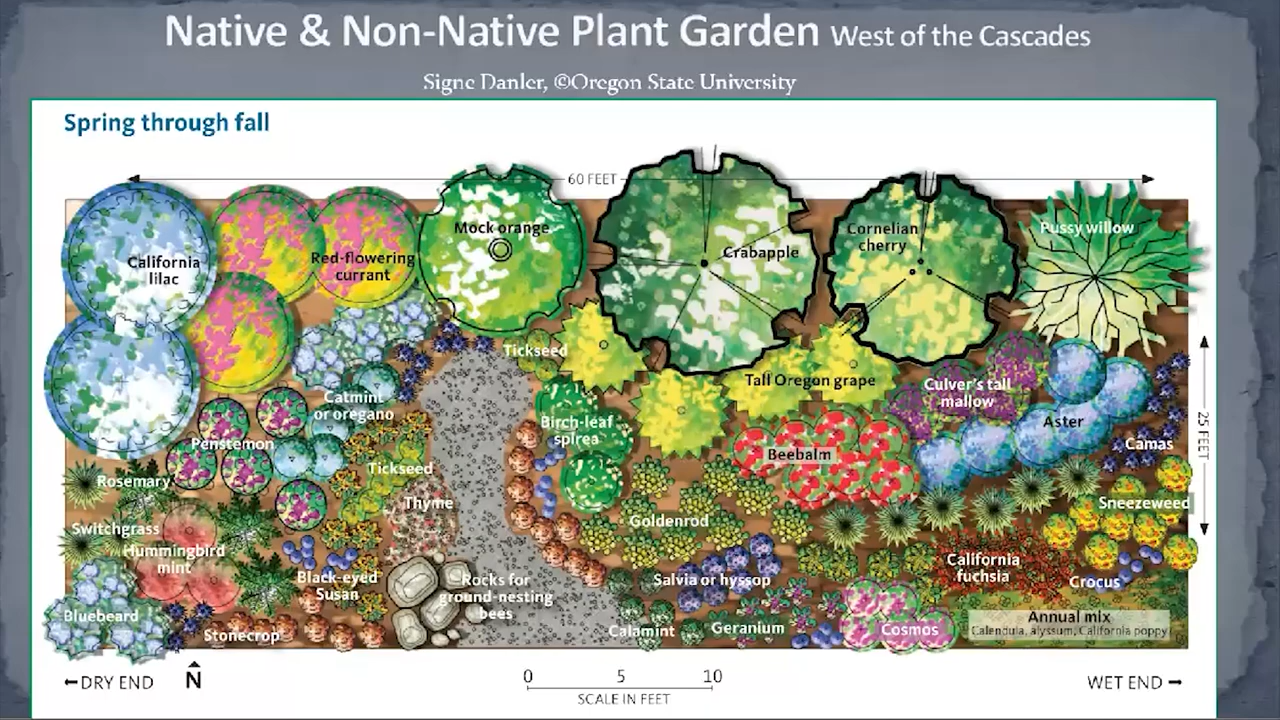 Native & Non-Native Plant Garden West of the Cascades
Signe Danler, ©Oregon State University
Spring through fall
60 FEET
Mock orange
Pussy willow
Cornelian
cherry
Crabapple
California
lilac
Red-flowering
currant
Tickseed
Tall Oregon grape
Culver's tall
mallow
Catmint
or oregano
Birch-leaf
spirea
Aster
25 FEET
Penstemon
Beebalm
Camas
Tickseed
Rosemary
Thyme
Sneezeweed
Switchgrass
Goldenrod
Hummingbird
mint
California
fuchsia
Black-eyed
Susan
Rocks for
ground-nesting
bees
Salvia or hyssop
Crocus
Bluebeard
Annual mix
Calendula, alyssum, California poppy
Stonecrop
Calamint
Geranium
Cosmos
←DRY END
N
0 5 10
SCALE IN FEET
WET END→